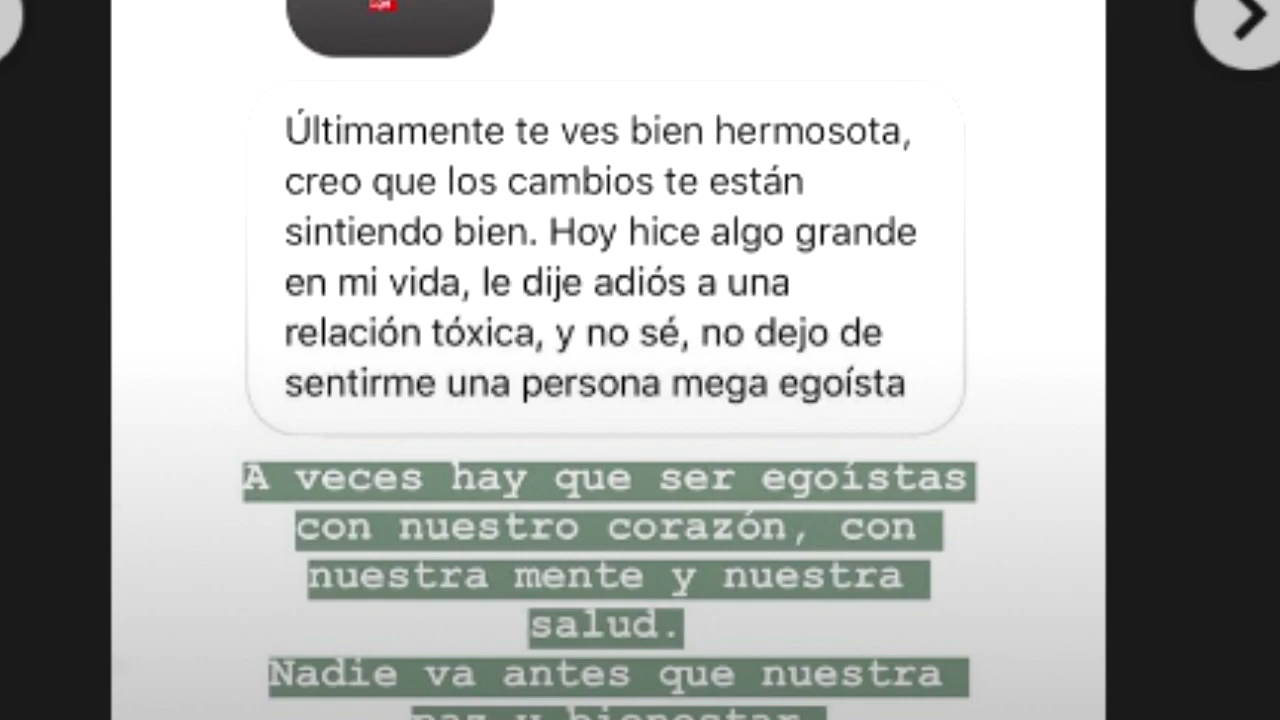 Últimamente te ves bien hermosota,
creo que los cambios te están
sintiendo bien. Hoy hice algo grande
en mi vida, le dije adiós a una
relación tóxica, y no sé, no dejo de
sentirme una persona mega egoísta
A veces hay que ser egoístas
con nuestro corazón, con
nuestra mente y nuestra
salud.
Nadie va antes que nuestra
paz y bienestar.